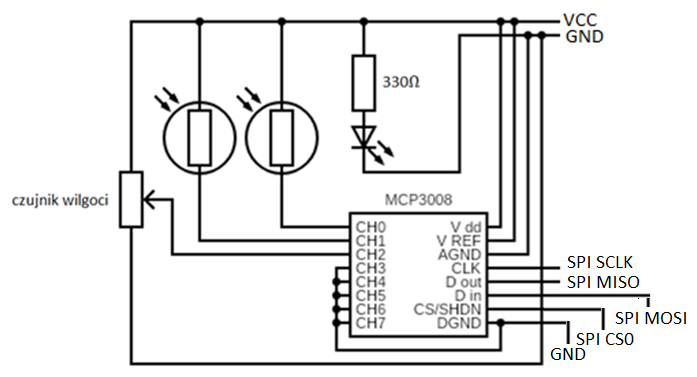 VCC
GND
330Ω
czujnik wilgoci
MCP3008
CH0
CH1
CH2
CH3
CH4
CH5
CH6
CH7
V dd
V REF
AGND
CLK
D out
D in
CS/SHDN
DGND
SPI SCLK
SPI MISO
SPI MOSI
SPI CS0
GND